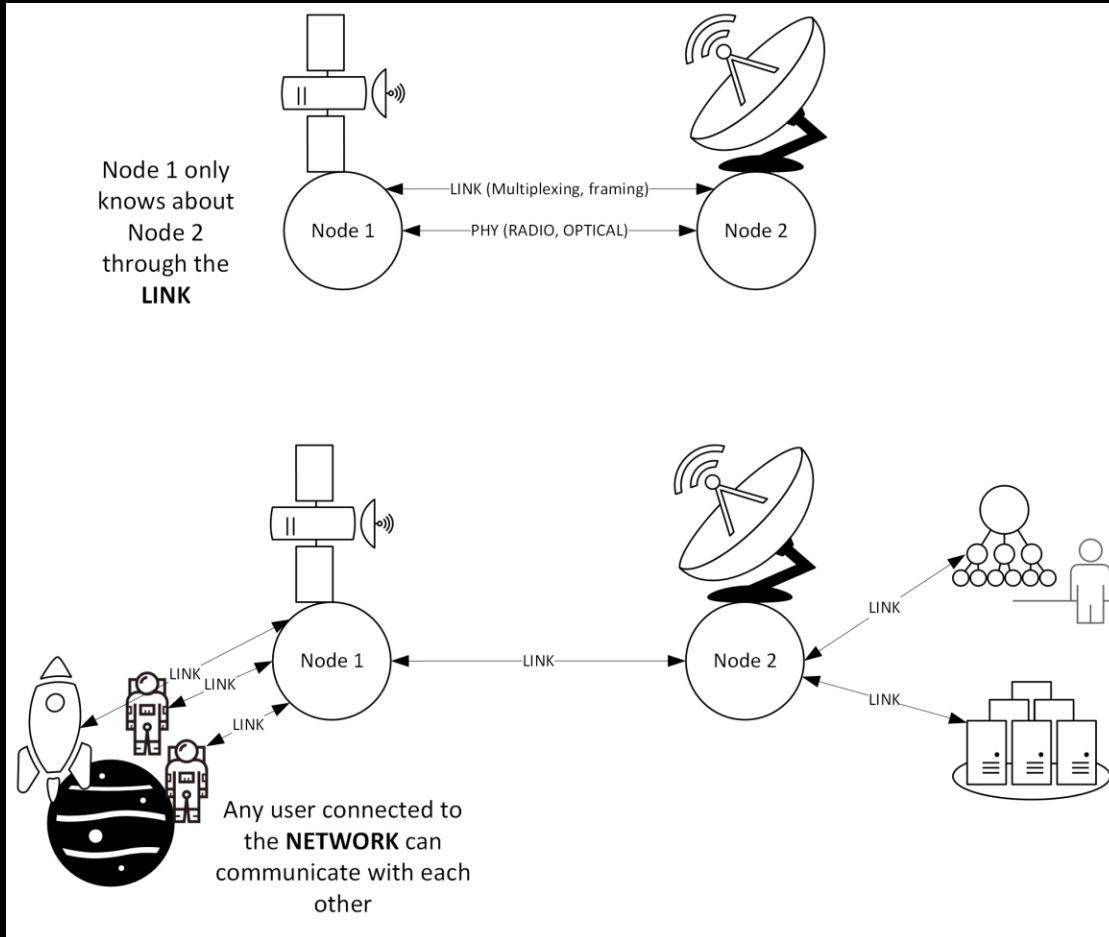 Node 1 only
knows about
Node 2
through the
LINK
LINK (Multiplexing, framing)
Node 1
PHY (RADIO, OPTICAL)
Node 2
LINK
LINK
LINK
Node 1
LINK
Node 2
LINK
LINK
Any user connected to
the NETWORK can
communicate with each
other